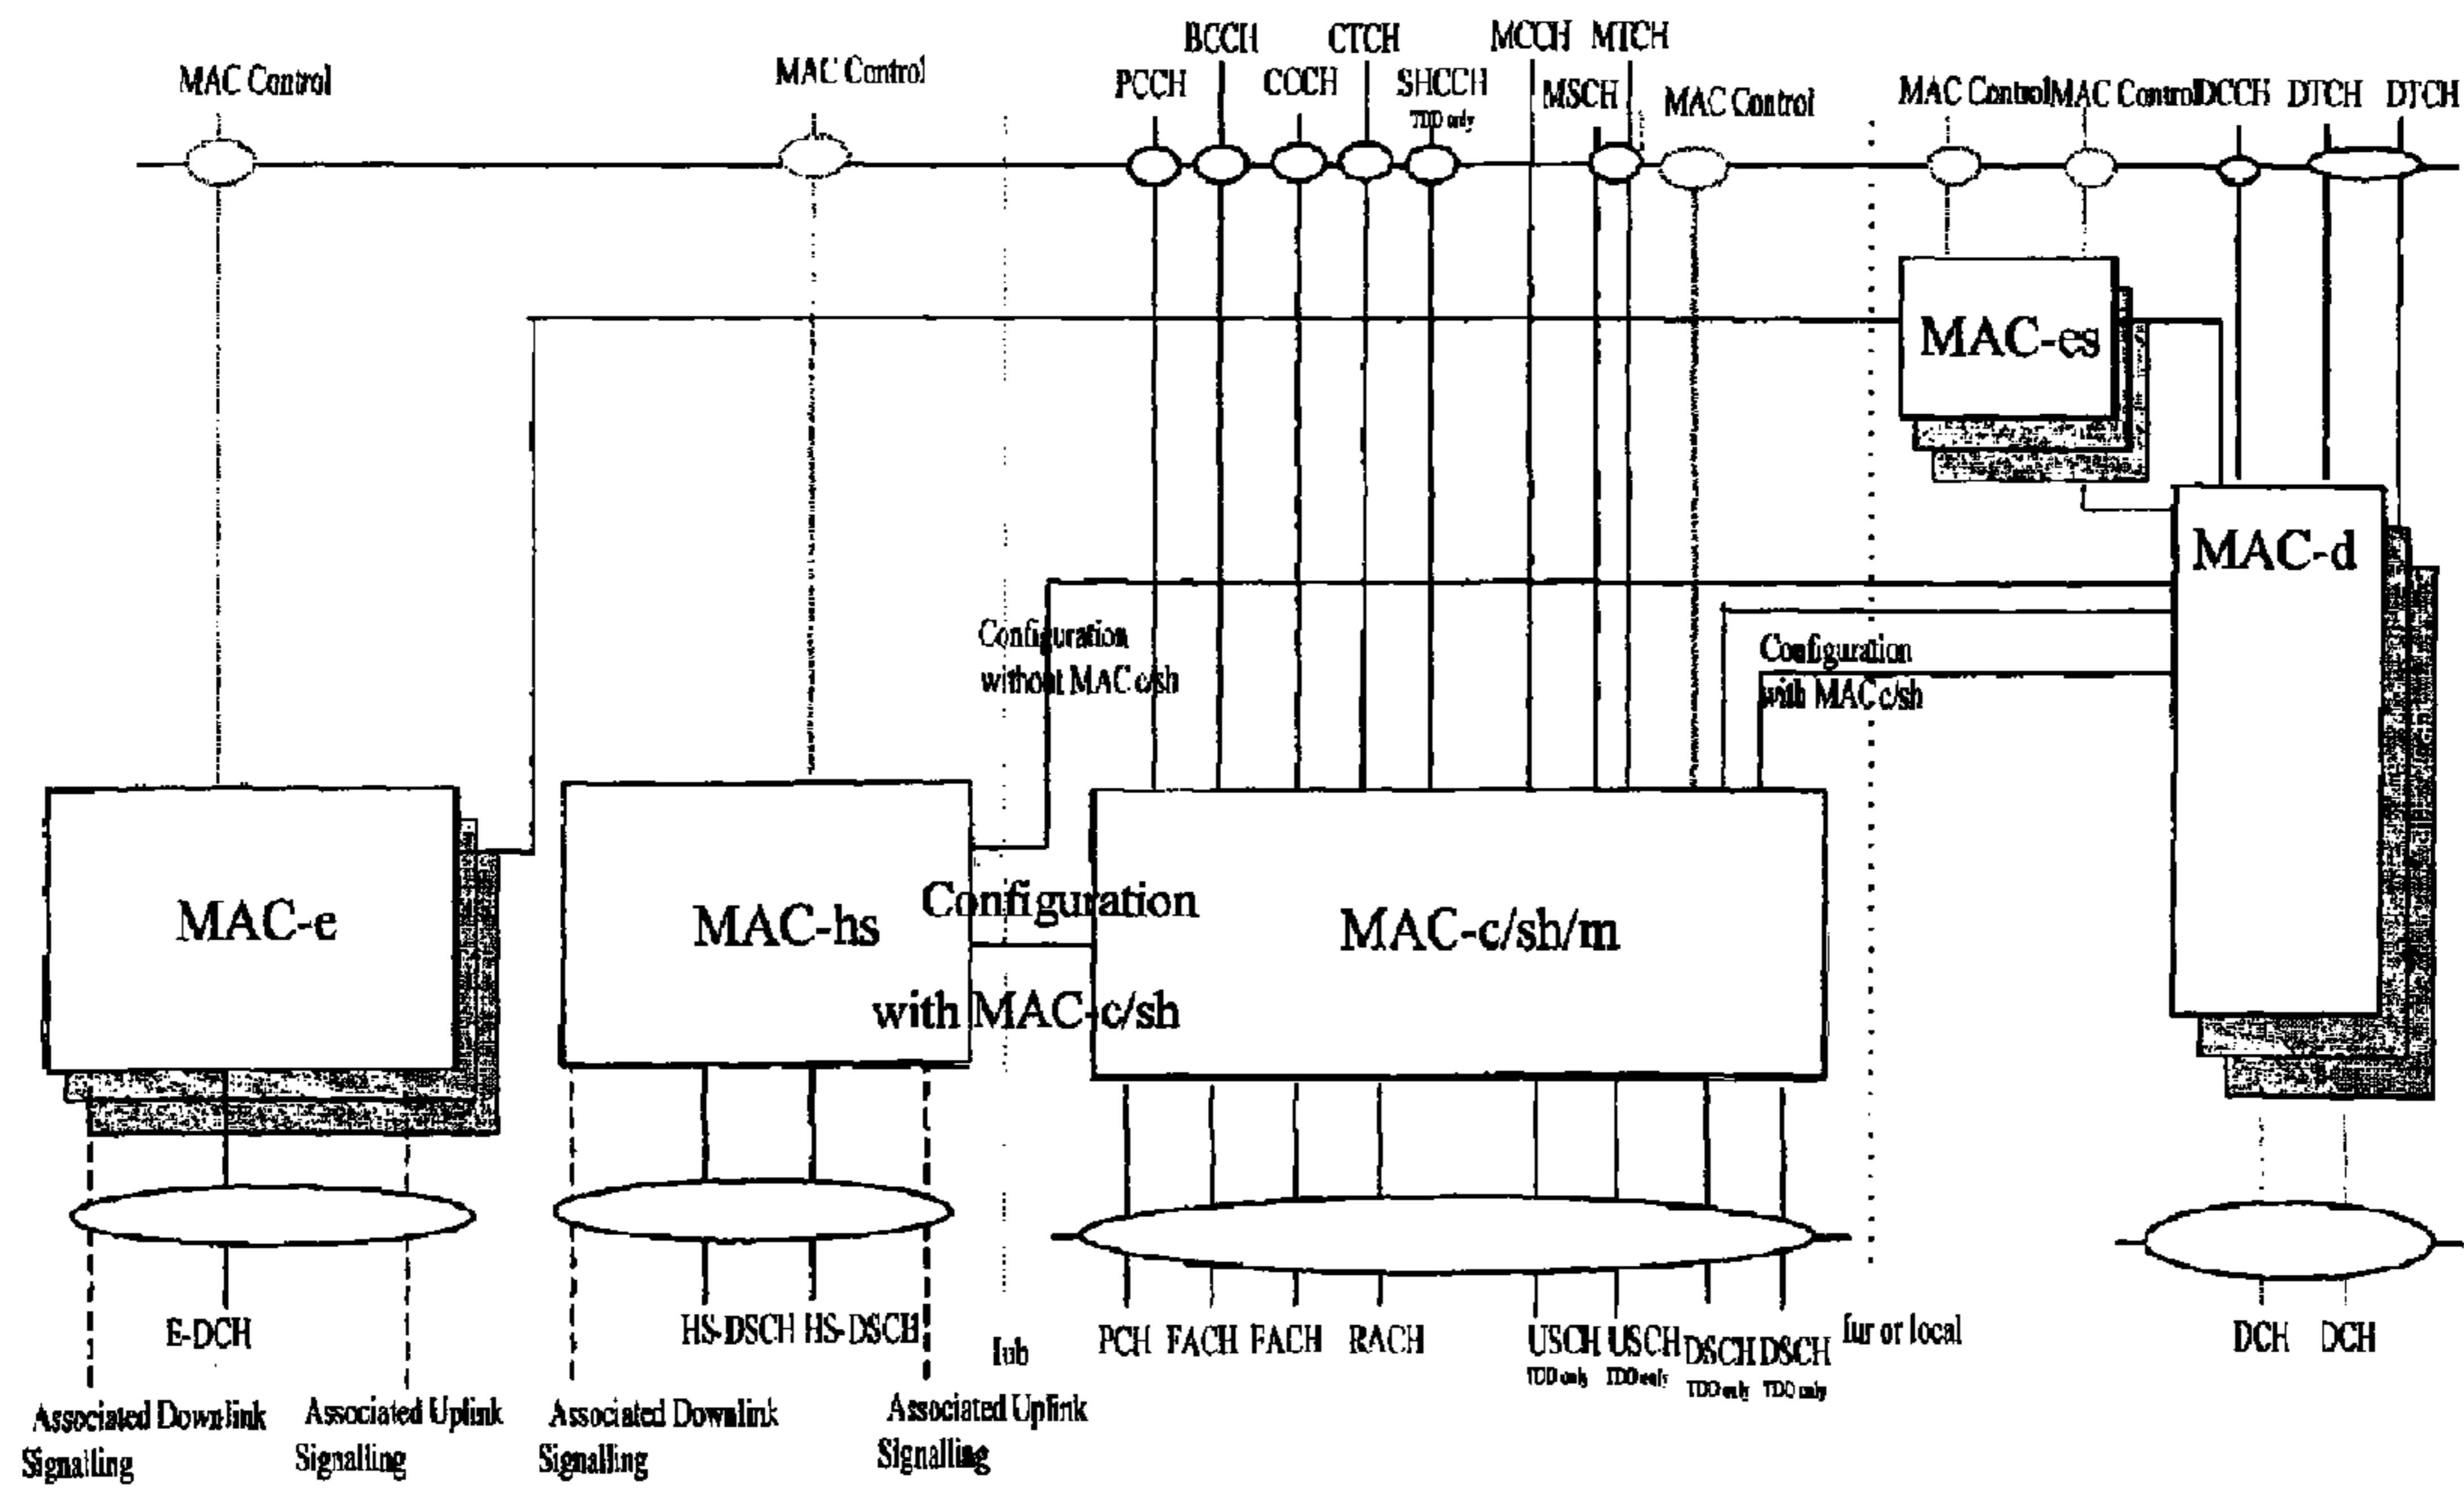 BCCH CTCH MCCH MTCH
MAC Control MAC Control PCCH CCCH SHCCH MSCH MAC Control MAC Control MAC Control DCCH DTCH DTCH
TDD only
MAC-es
MAC-d
Configuration
without MAC c/sh
Configuration
with MAC c/sh
MAC-e
MAC-hs
Configuration
with MAC-c/sh
MAC-c/sh/m
E-DCH
HS-DSCH HS-DSCH
Iub
PCH FACH FACH RACH
USCH USCH DSCH DSCH
TDD only TDD only TDD only TDD only
Iur or local
DCH DCH
Associated Downlink
Signalling
Associated Uplink
Signalling
Associated Downlink
Signalling
Associated Uplink
Signalling